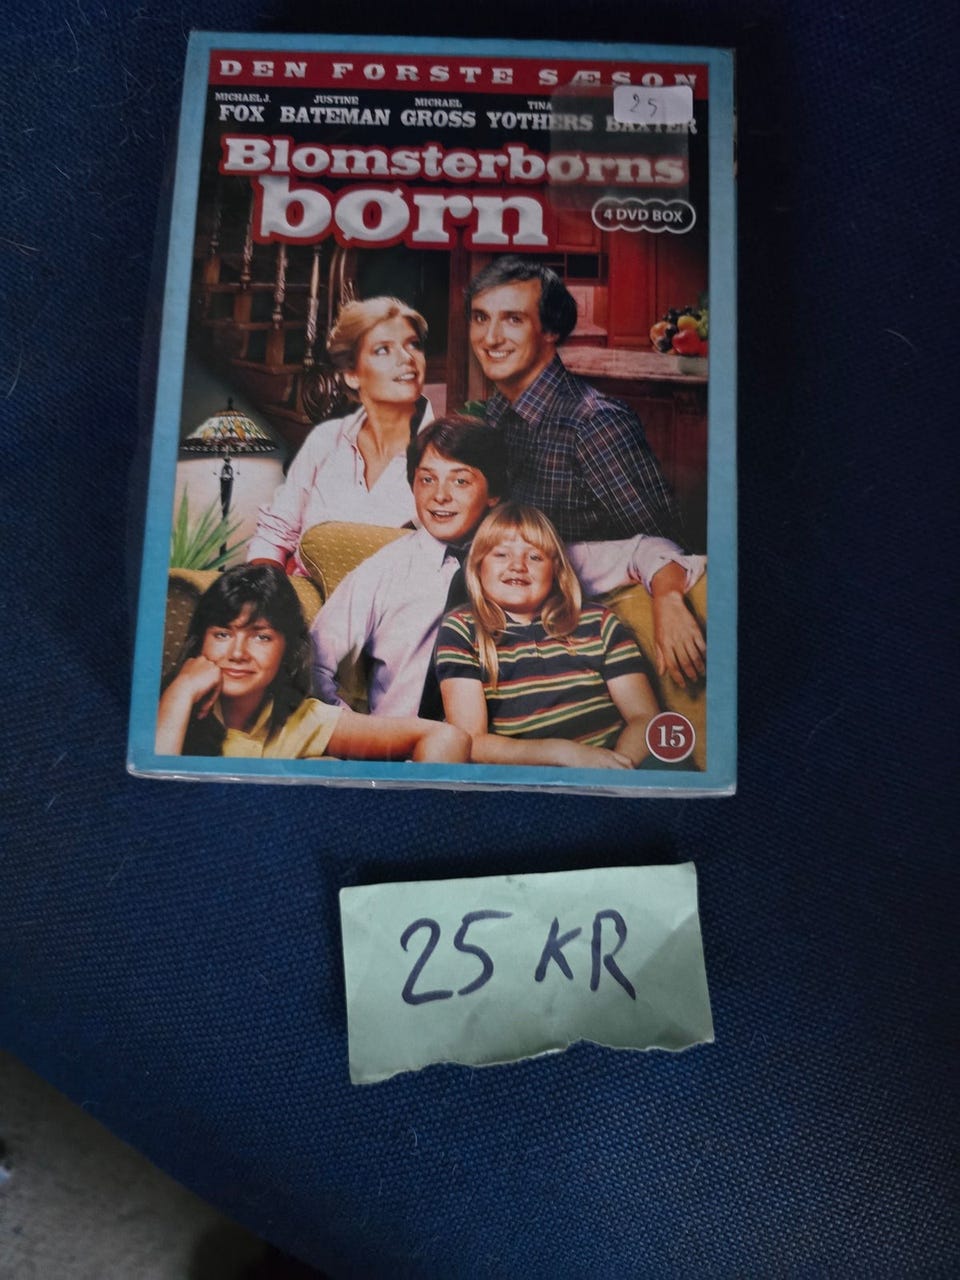 DEN FØRSTE SÆSON
25
MICHAEL J. FOX
JUSTINE BATEMAN
MICHAEL GROSS
TINA YOTHERS
BAXTER
Blomsterbørns
børn
4 DVD BOX
15
25 KR